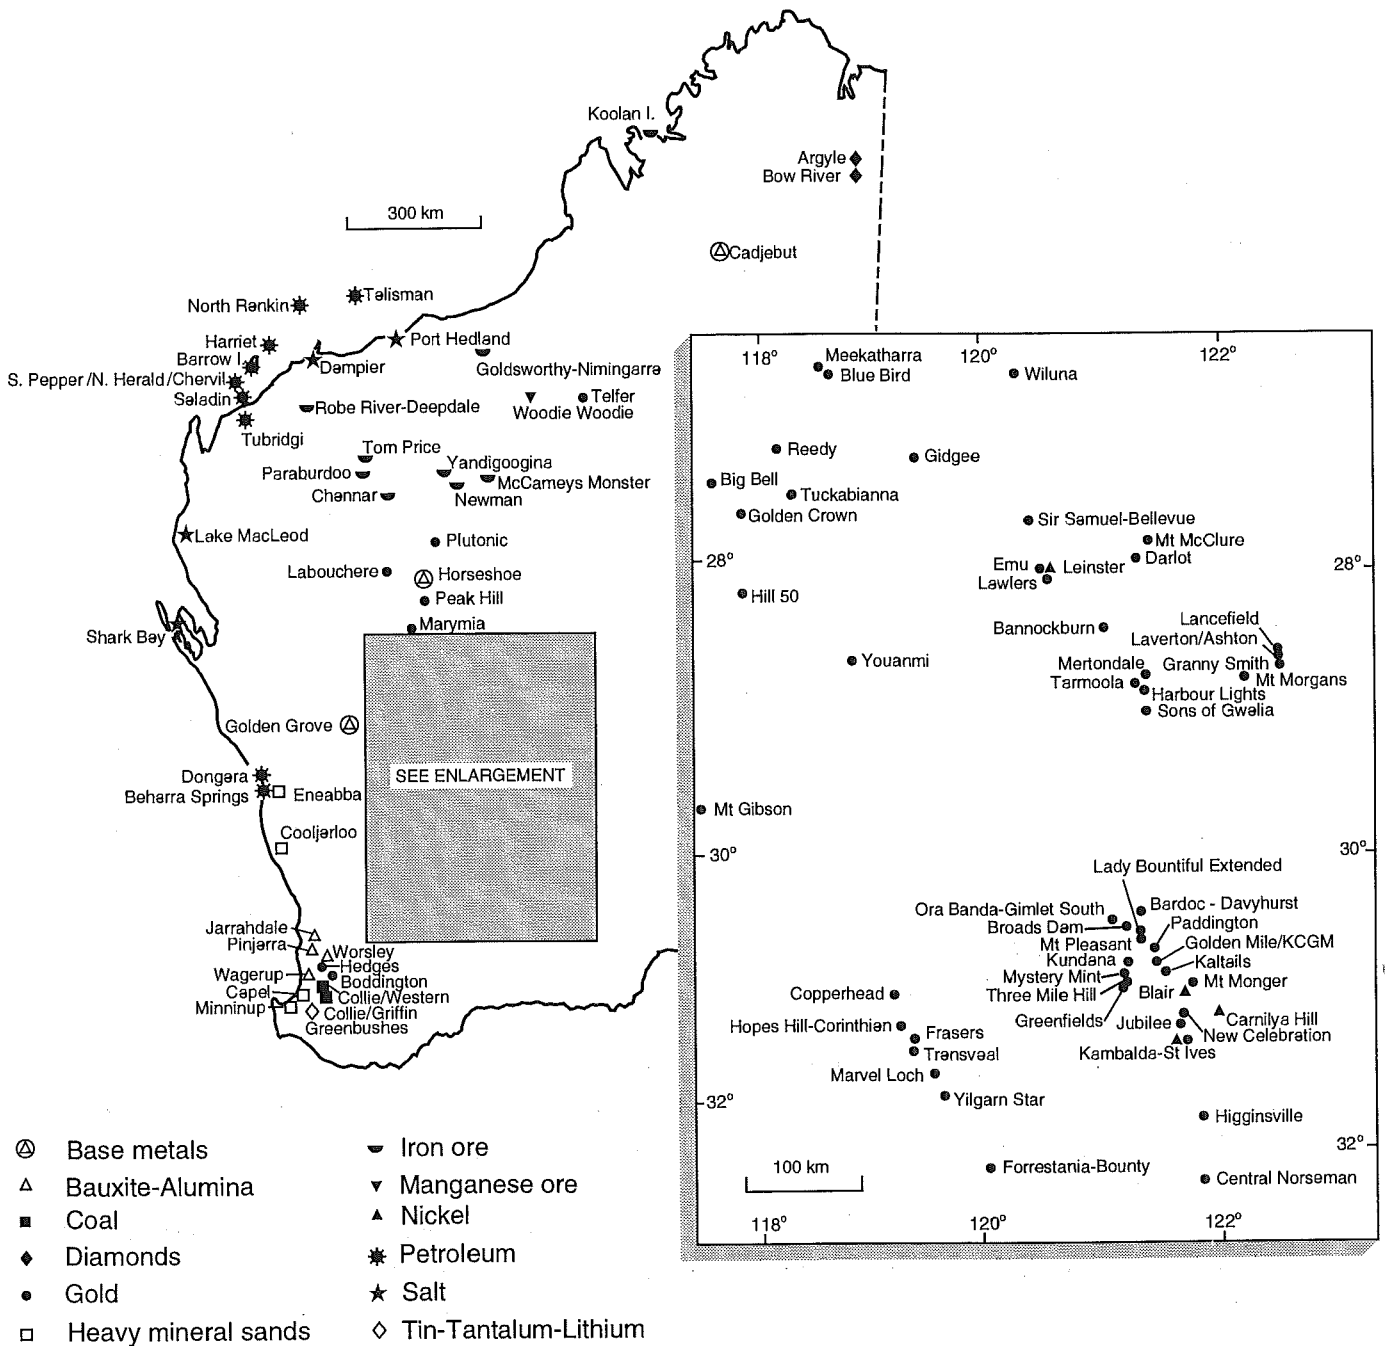 Koolan I.
Argyle
Bow River
300 km
Cadjebut
Talisman
North Rankin
Port Hedland
Harriet
Barrow I.
Dampier
Goldsworthy-Nimingarra
S. Pepper/N. Herald/Chervil
Saladin
Telfer
Robe River-Deepdale
Woodie Woodie
Tubridgi
Tom Price
Paraburdoo
Yandigoogina
McCameys Monster
Channar
Newman
Lake MacLeod
Plutonic
Labouchere
Horseshoe
Peak Hill
Marymia
Shark Bay
Golden Grove
SEE ENLARGEMENT
Dongara
Beharra Springs
Eneabba
Cooljarloo
Jarrahdale
Pinjarra
Worsley
Hedges
Wagerup
Boddington
Capel
Collie/Western
Minninup
Collie/Griffin
Greenbushes
118°
120°
122°
Meekatharra
Blue Bird
Wiluna
Reedy
Gidgee
Big Bell
Tuckabianna
Golden Crown
Sir Samuel-Bellevue
Mt McClure
Darlot
28°
28°
Emu
Leinster
Lawlers
Hill 50
Bannockburn
Lancefield
Laverton/Ashton
Youanmi
Mertondale
Granny Smith
Tarmoola
Mt Morgans
Harbour Lights
Sons of Gwalia
Mt Gibson
30°
30°
Lady Bountiful Extended
Ora Banda-Gimlet South
Bardoc - Davyhurst
Broads Dam
Paddington
Mt Pleasant
Golden Mile/KCGM
Kundana
Kaltails
Mystery Mint
Mt Monger
Three Mile Hill
Blair
Copperhead
Greenfields
Carnilya Hill
Jubilee
New Celebration
Hopes Hill-Corinthian
Frasers
Transvaal
Kambalda-St Ives
Marvel Loch
Yilgarn Star
32°
Higginsville
32°
100 km
Forrestania-Bounty
Central Norseman
118°
120°
122°
Base metals
Bauxite-Alumina
Coal
Diamonds
Gold
Heavy mineral sands
Iron ore
Manganese ore
Nickel
Petroleum
Salt
Tin-Tantalum-Lithium